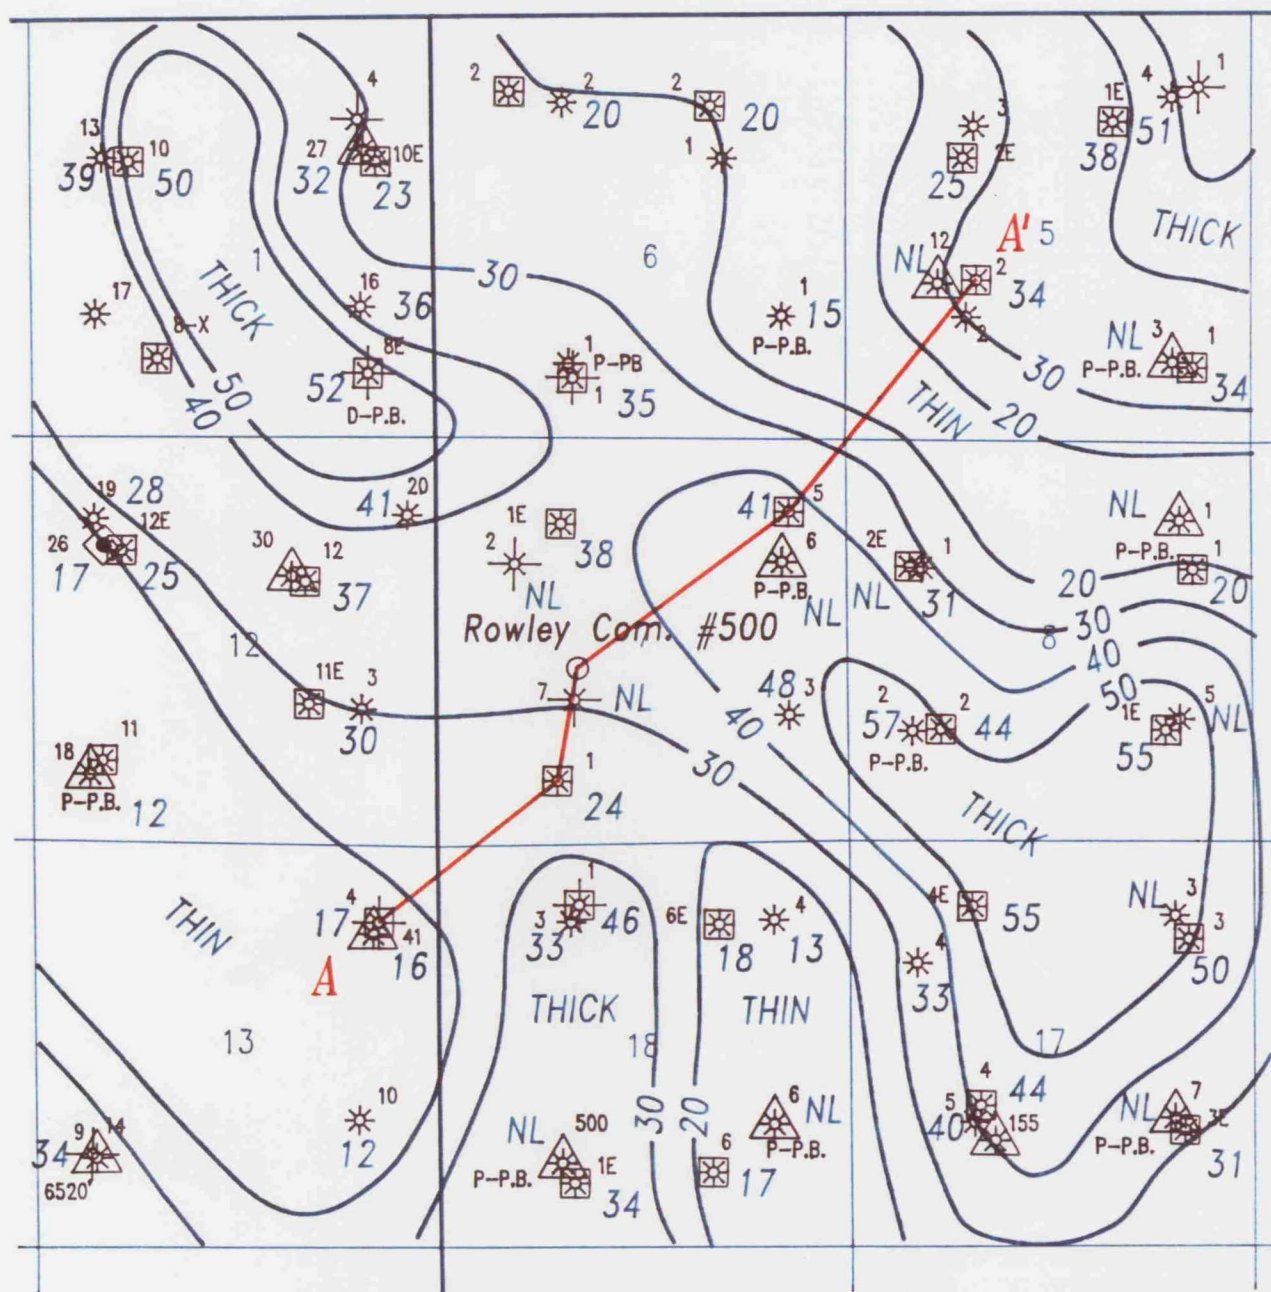 4
2
2
20
2
20
1
3
2E
25
1E
38
4
1
51
13
39
10
50
27
32
10E
23
THICK
1
6
30
NL
12
A'
5
2
34
2
THICK
17
8-X
16
36
8E
52
D-P.B.
1
P-PB
1
35
1
15
P-P.B.
NL
3
P-P.B.
1
34
30
20
THIN
50
40
19
28
12E
26
17
25
30
12
37
20
41
1E
2
38
NL
41
5
6
P-P.B.
NL
2E
1
NL
31
NL
1
P-P.B.
1
20
20
30
40
50
8
12
Rowley Com. #500
7
NL
11E
3
30
48
3
40
30
2
57
P-P.B.
2
44
1E
5
NL
55
11
18
P-P.B.
12
1
24
THICK
THIN
4
17
41
16
A
1
46
3
33
6E
18
4
13
4E
55
4
33
NL
3
3
50
THICK
THIN
13
18
17
30
20
10
12
9
14
34
6520'
NL
500
P-P.B.
1E
34
6
NL
P-P.B.
6
17
4
44
5
40
155
NL
7
P-P.B.
3E
31